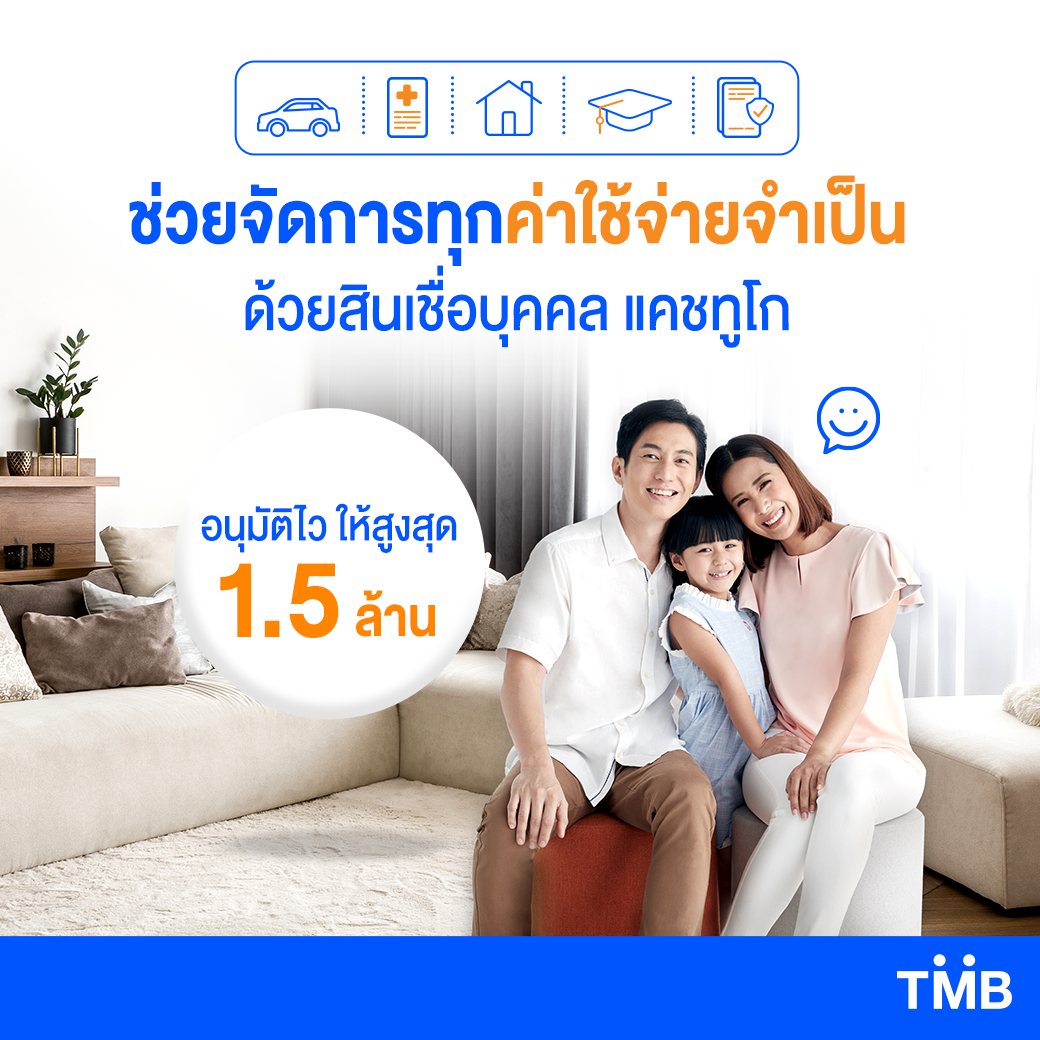 ช่วยจัดการทุกค่าใช้จ่ายจำเป็น
ด้วยสินเชื่อบุคคล แคชทูโก
อนุมัติไว ให้สูงสุด
1.5 ล้าน
TMB